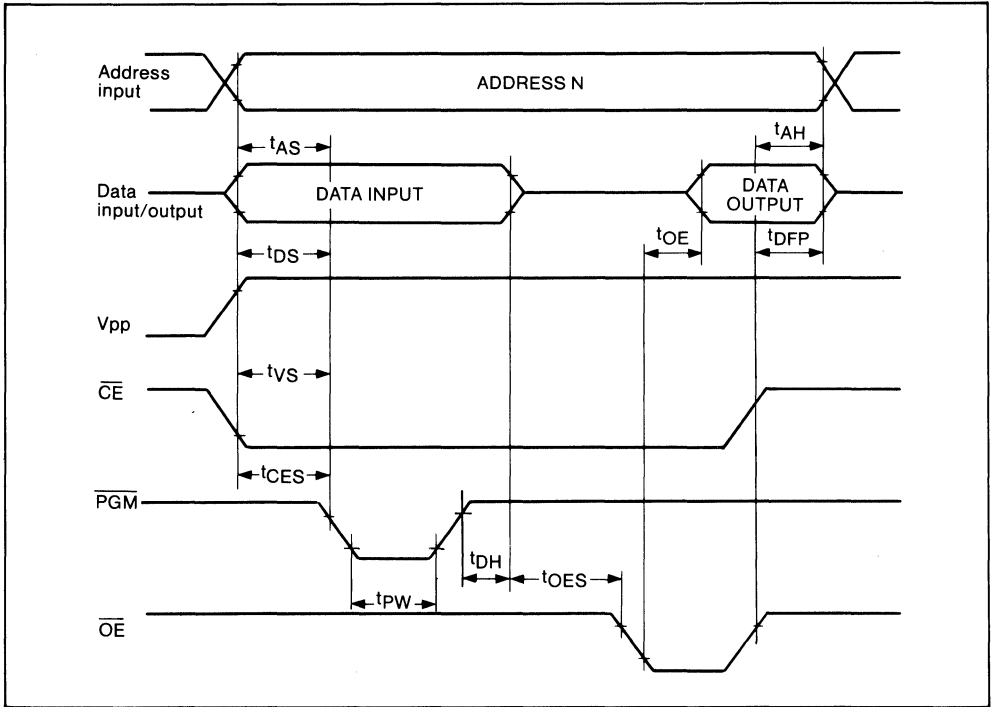 Address
input
ADDRESS N
tAS
tAH
Data
input/output
DATA INPUT
DATA
OUTPUT
tDS
tOE
tDFP
Vpp
tVS
CE
tCES
PGM
tDH
tOES
tPW
OE